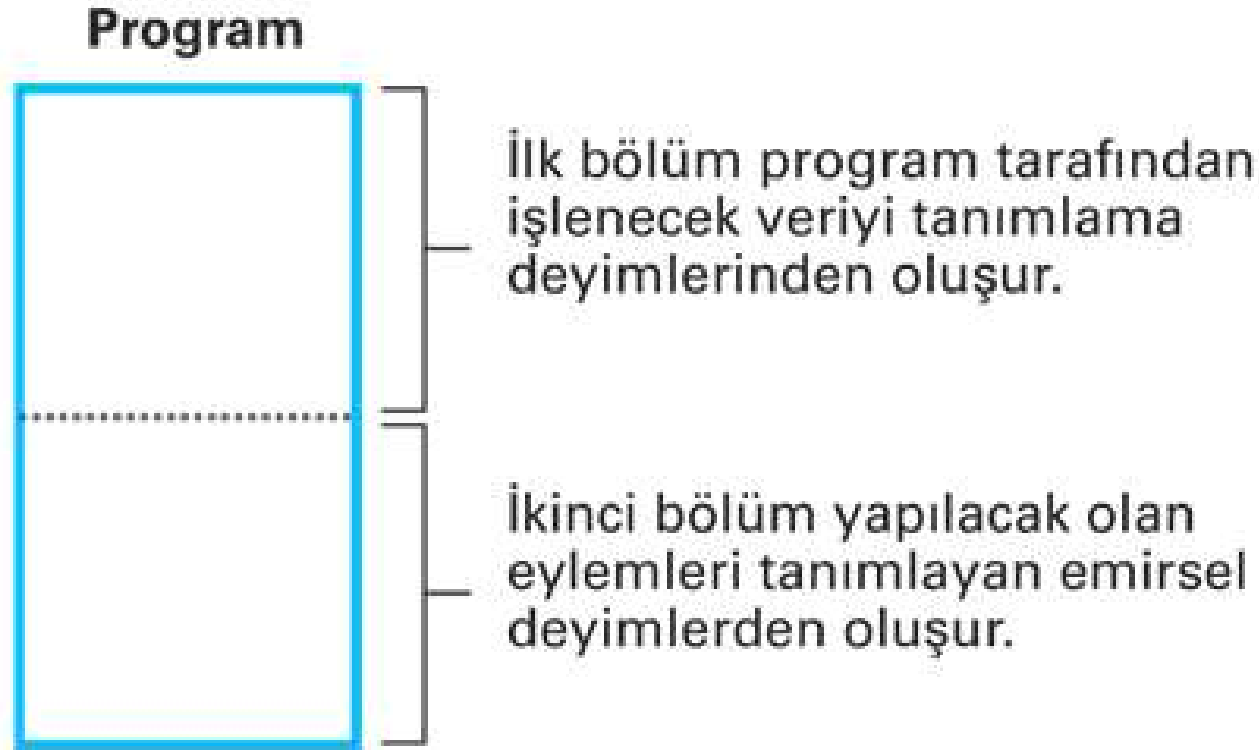 Program
İlk bölüm program tarafından
işlenecek veriyi tanımlama
deyimlerinden oluşur.
İkinci bölüm yapılacak olan
eylemleri tanımlayan emirsel
deyimlerden oluşur.